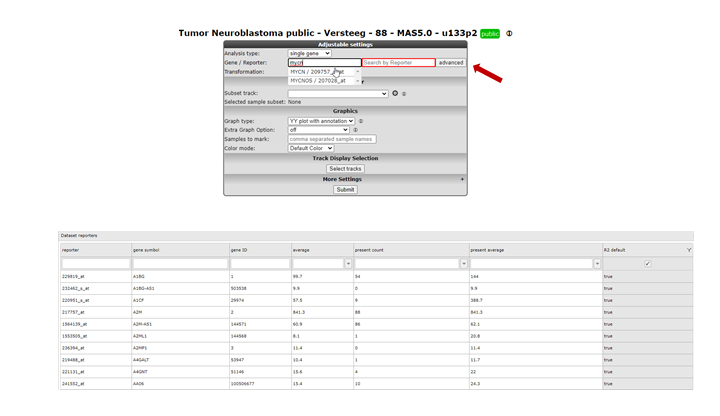 Tumor Neuroblastoma public - Versteeg - 88 - MAS5.0 - u133p2 public
Adjustable settings
Analysis type: single gene
Gene / Reporter: mycn Search by Reporter advanced
Transformation: MYCN / 209757_s_at
MYCNOS / 207028_at
Subset track:
Selected sample subset: None
Graphics
Graph type: YY plot with annotation
Extra Graph Option: off
Samples to mark: comma separated sample names
Color mode: Default Color
Track Display Selection
Select tracks
More Settings +
Submit
Dataset reporters
reporter gene symbol gene ID average present count present average R2 default
229819_at A1BG 1 99.7 54 144 true
232462_s_at A1BG-AS1 503538 9.9 0 9.9 true
220951_s_at A1CF 29974 57.5 9 388.7 true
217757_at A2M 2 841.3 88 841.3 true
1564139_at A2M-AS1 144571 60.9 86 62.1 true
1553505_at A2ML1 144568 8.1 1 20.8 true
236394_at A2MP1 3 11.4 0 11.4 true
219488_at A4GALT 53947 10.4 1 11.7 true
221131_at A4GNT 51146 15.6 4 22 true
241552_at AA06 100506677 15.4 10 24.3 true